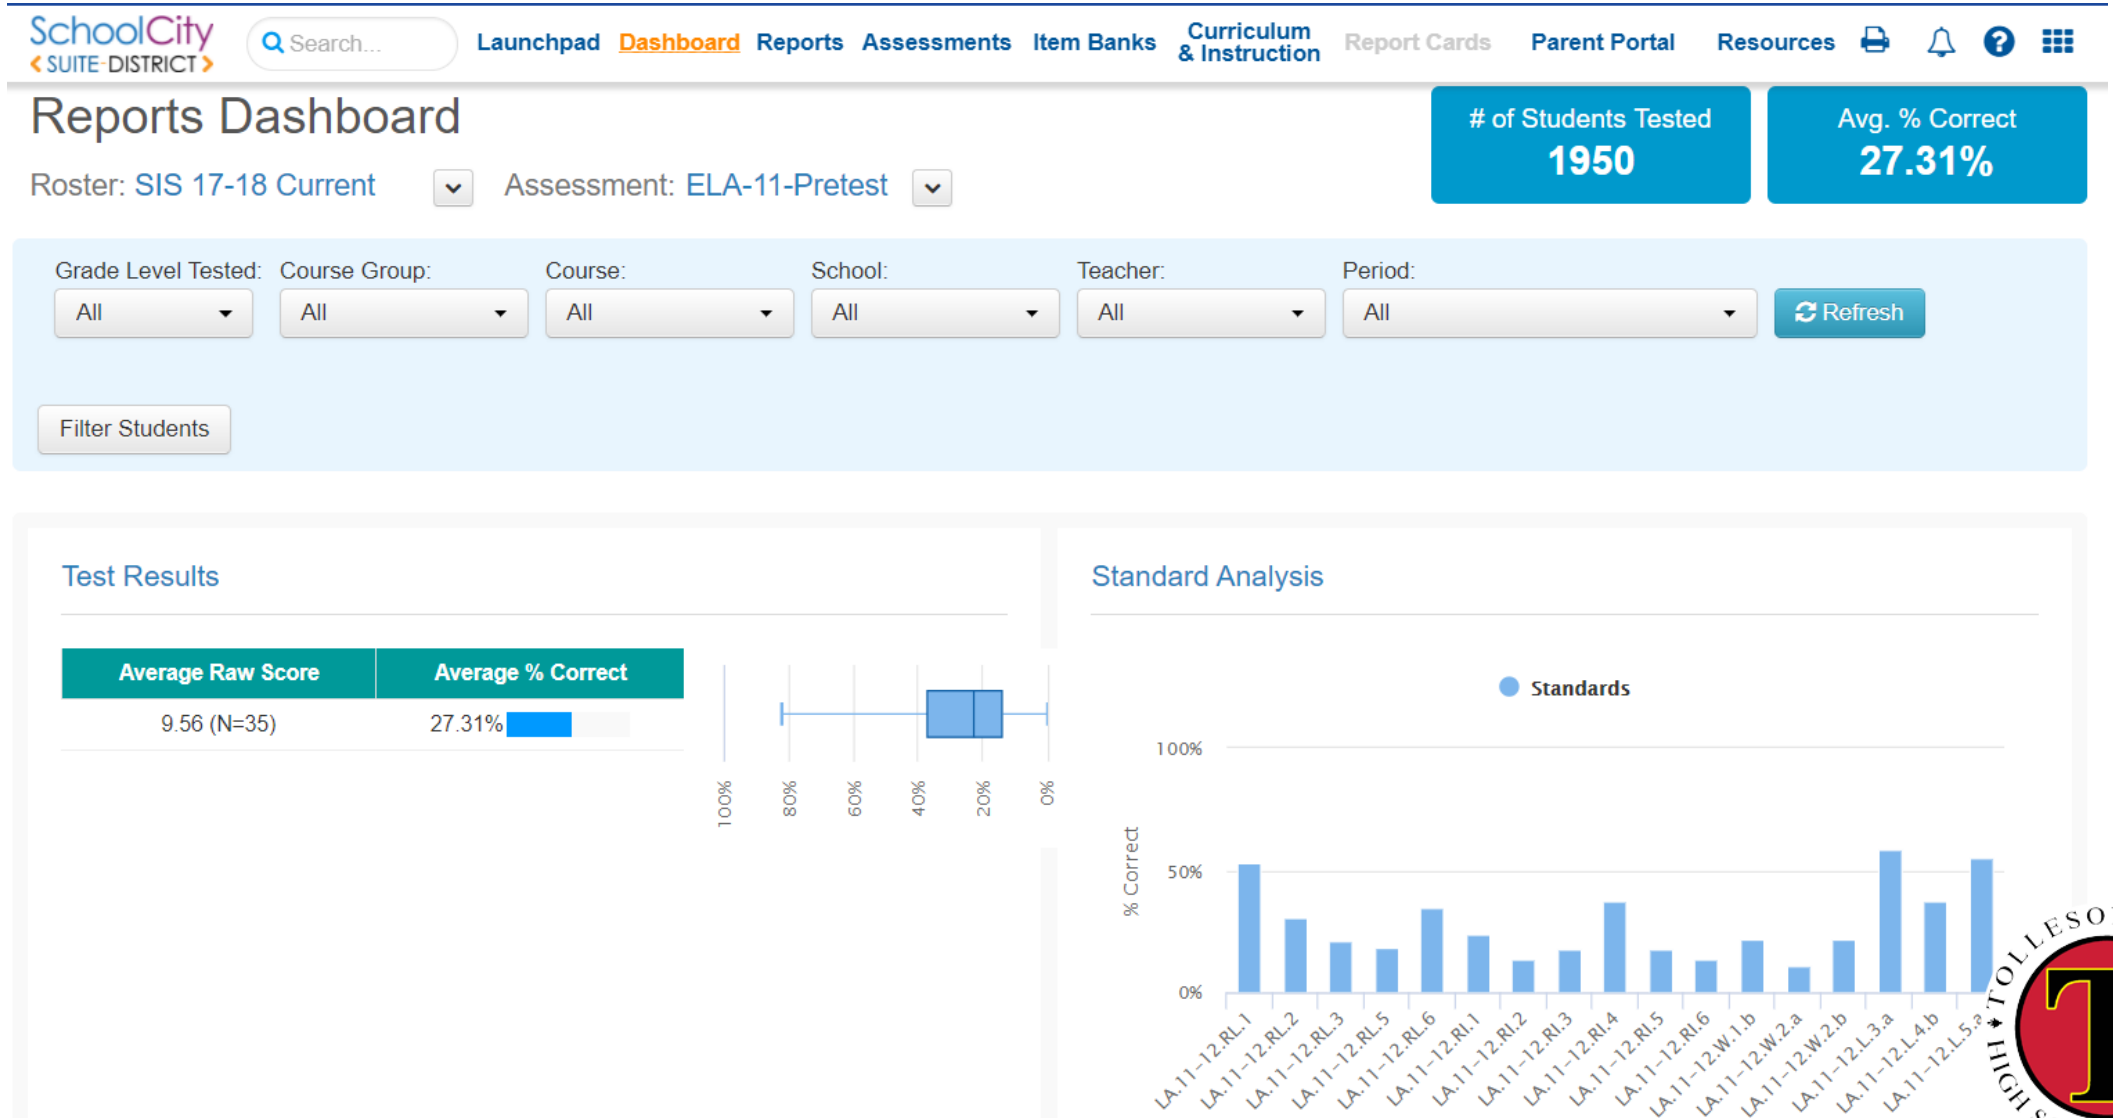 SchoolCity
SUITE-DISTRICT
Search...
Launchpad Dashboard Reports Assessments Item Banks Curriculum & Instruction Report Cards Parent Portal Resources
Reports Dashboard
# of Students Tested
1950
Avg. % Correct
27.31%
Roster: SIS 17-18 Current Assessment: ELA-11-Pretest
Grade Level Tested: Course Group: Course: School: Teacher: Period:
All All All All All All Refresh
Filter Students
Test Results
Average Raw Score Average % Correct
9.56 (N=35) 27.31%
100% 80% 60% 40% 20% 0%
Standard Analysis
Standards
100%
50%
0%
% Correct
LA.11-12.RL.1
LA.11-12.RL.2
LA.11-12.RL.3
LA.11-12.RL.5
LA.11-12.RL.6
LA.11-12.RI.1
LA.11-12.RI.2
LA.11-12.RI.3
LA.11-12.RI.4
LA.11-12.RI.5
LA.11-12.RI.6
LA.11-12.W.1.b
LA.11-12.W.2.a
LA.11-12.W.2.b
LA.11-12.L.3.a
LA.11-12.L.4.b
LA.11-12.L.5.a
TOLLESO
HIGH S
T